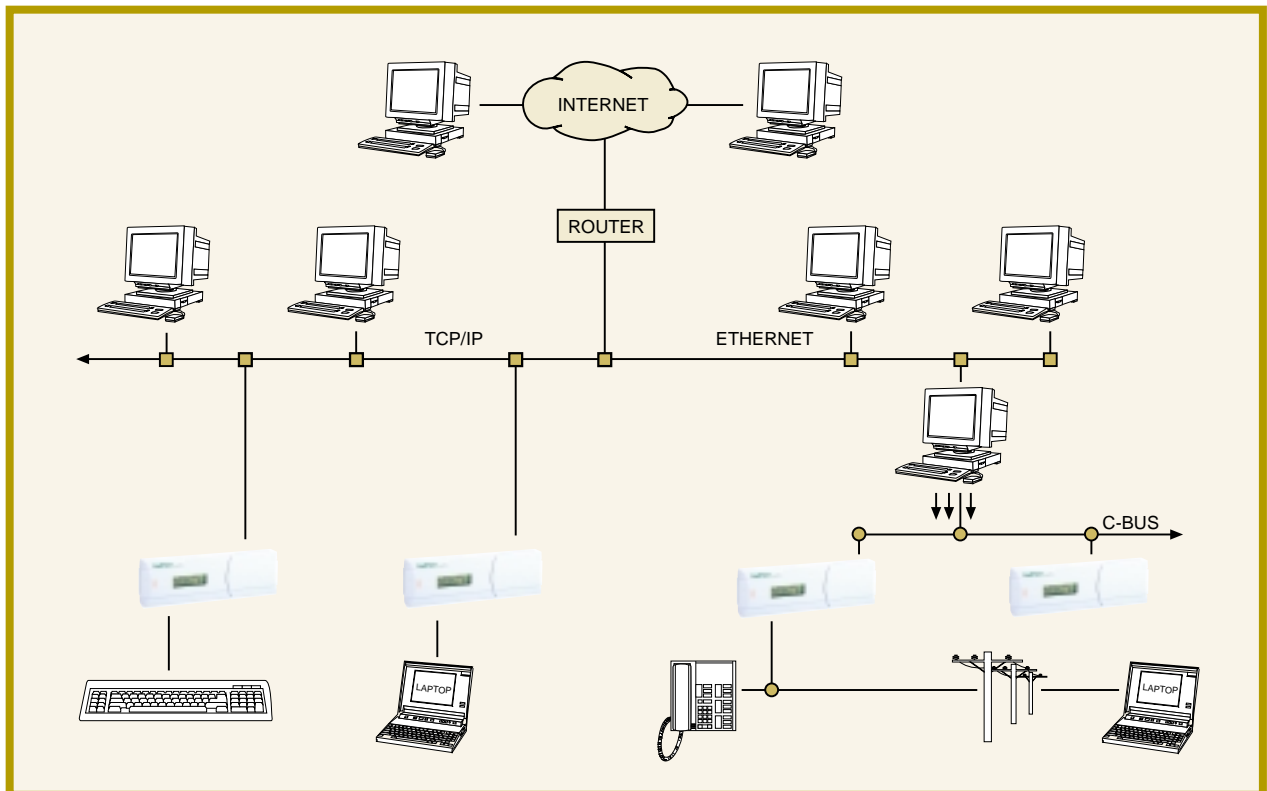 INTERNET
ROUTER
TCP/IP
ETHERNET
C-BUS
LAPTOP
LAPTOP